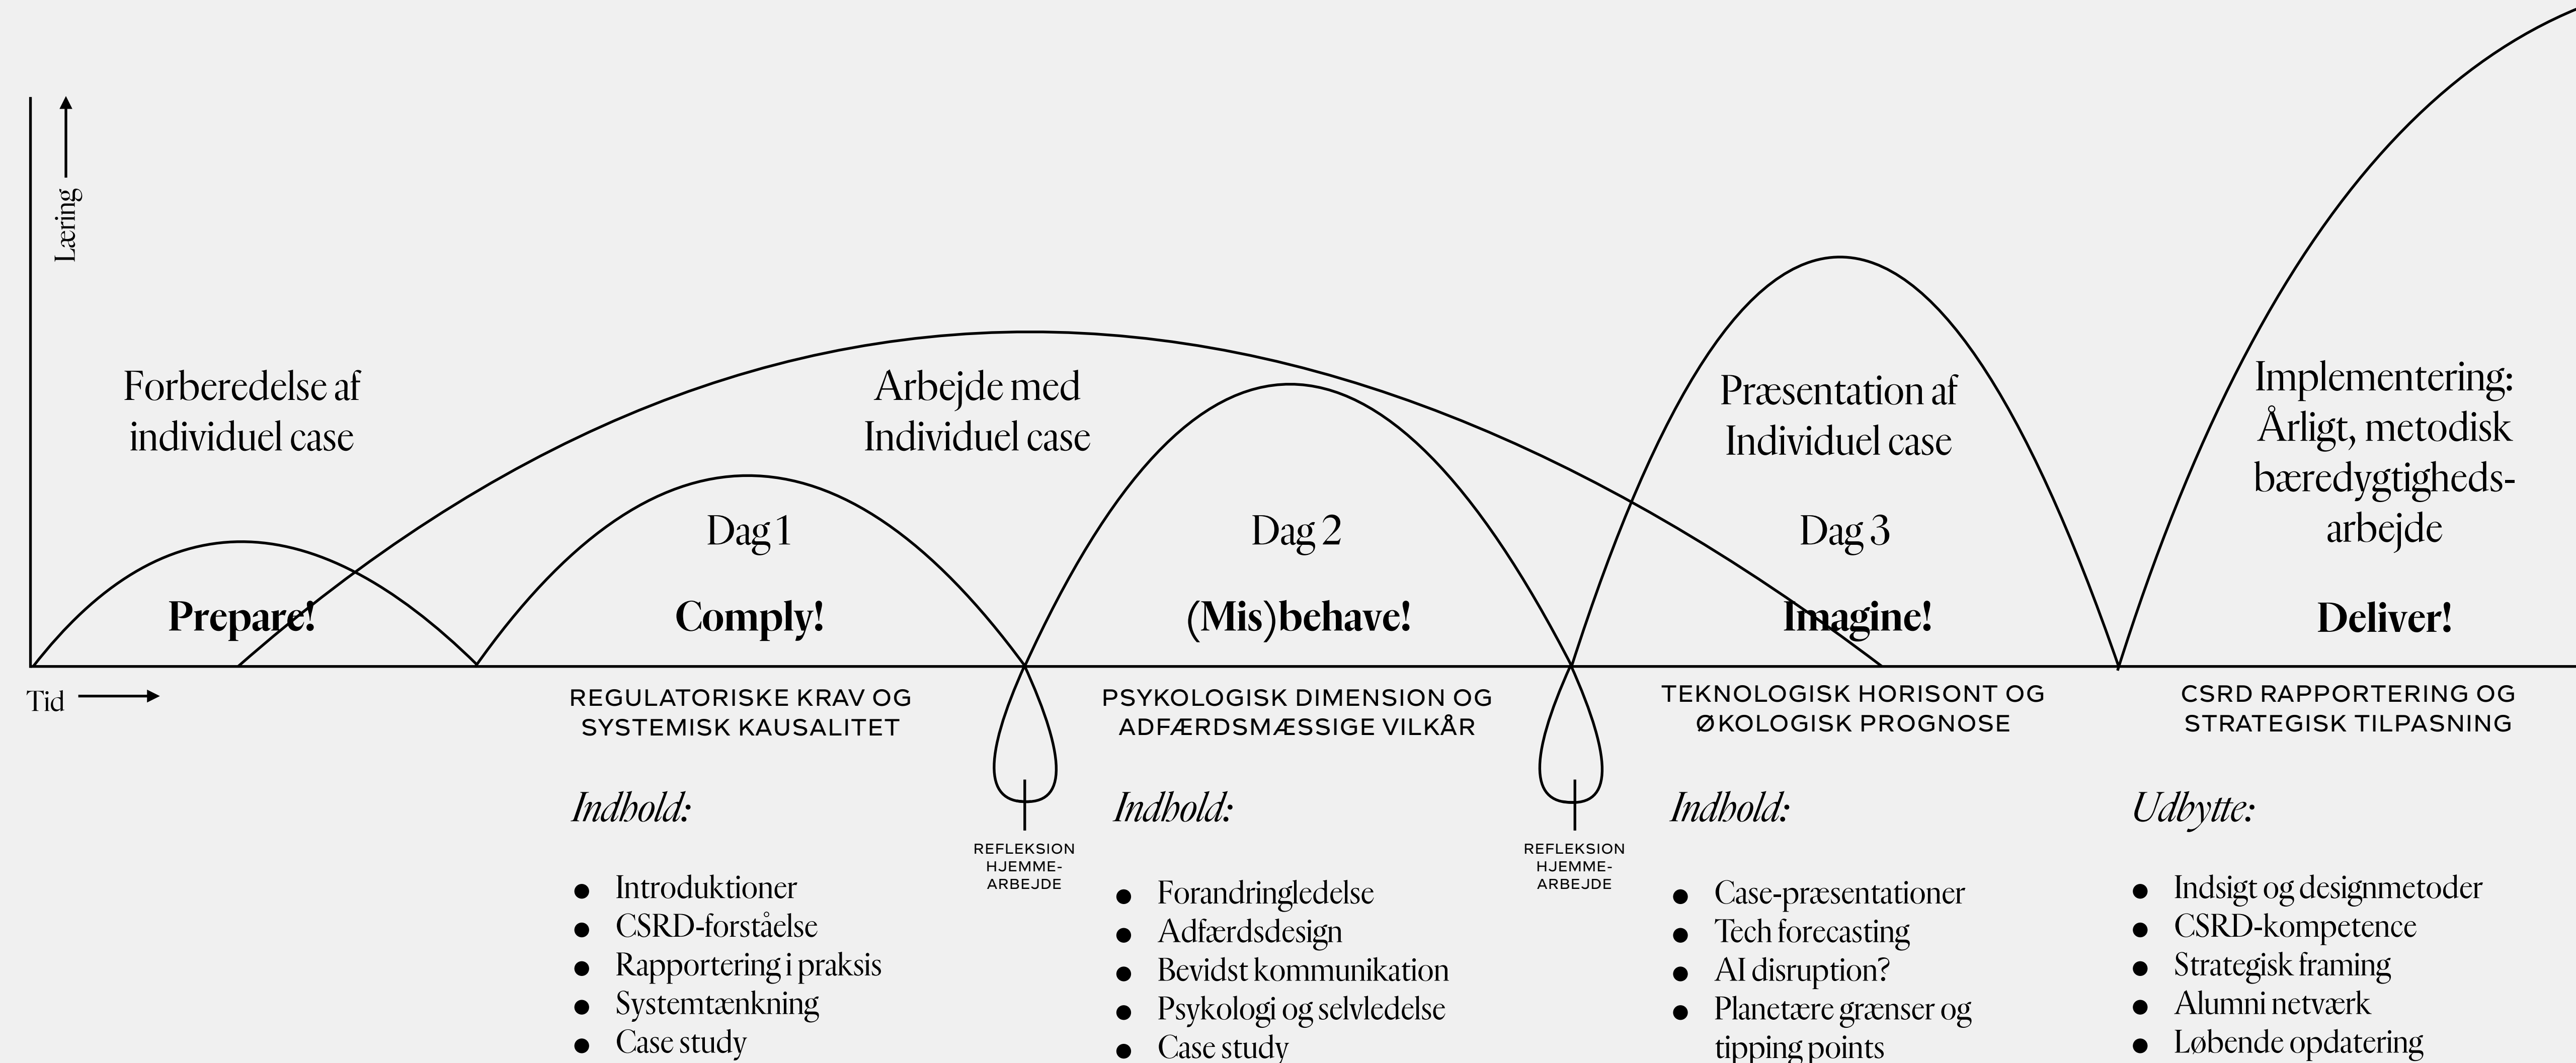 Læring
Forberedelse af
individuel case
Prepare!
Tid
Arbejde med
Individuel case
Dag 1
Comply!
REGULATORISKE KRAV OG
SYSTEMISK KAUSALITET
Indhold:
Introduktioner
CSRD-forståelse
Rapportering i praksis
Systemtænkning
Case study
REFLEKSION
HJEMME-
ARBEJDE
Dag 2
(Mis)behave!
PSYKOLOGISK DIMENSION OG
ADFÆRDSMÆSSIGE VILKÅR
Indhold:
Forandringledelse
Adfærdsdesign
Bevidst kommunikation
Psykologi og selvledelse
Case study
REFLEKSION
HJEMME-
ARBEJDE
Præsentation af
Individuel case
Dag 3
Imagine!
TEKNOLOGISK HORISONT OG
ØKOLOGISK PROGNOSE
Indhold:
Case-præsentationer
Tech forecasting
AI disruption?
Planetære grænser og
tipping points
Implementering:
Årligt, metodisk
bæredygtigheds-
arbejde
Deliver!
CSRD RAPPORTERING OG
STRATEGISK TILPASNING
Udbytte:
Indsigt og designmetoder
CSRD-kompetence
Strategisk framing
Alumni netværk
Løbende opdatering